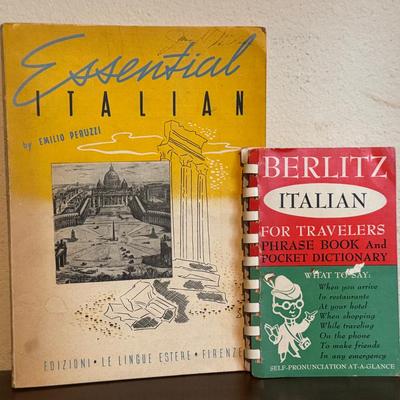 Essential
ITALIAN
by EMILIO PERUZZI
EDIZIONI • LE LINGUE ESTERE • FIRENZE
BERLITZ
ITALIAN
FOR TRAVELERS
PHRASE BOOK And
POCKET DICTIONARY
WHAT TO SAY:
When you arrive
In restaurants
At your hotel
When shopping
While traveling
On the phone
To make friends
In any emergency
SELF-PRONUNCIATION AT-A-GLANCE